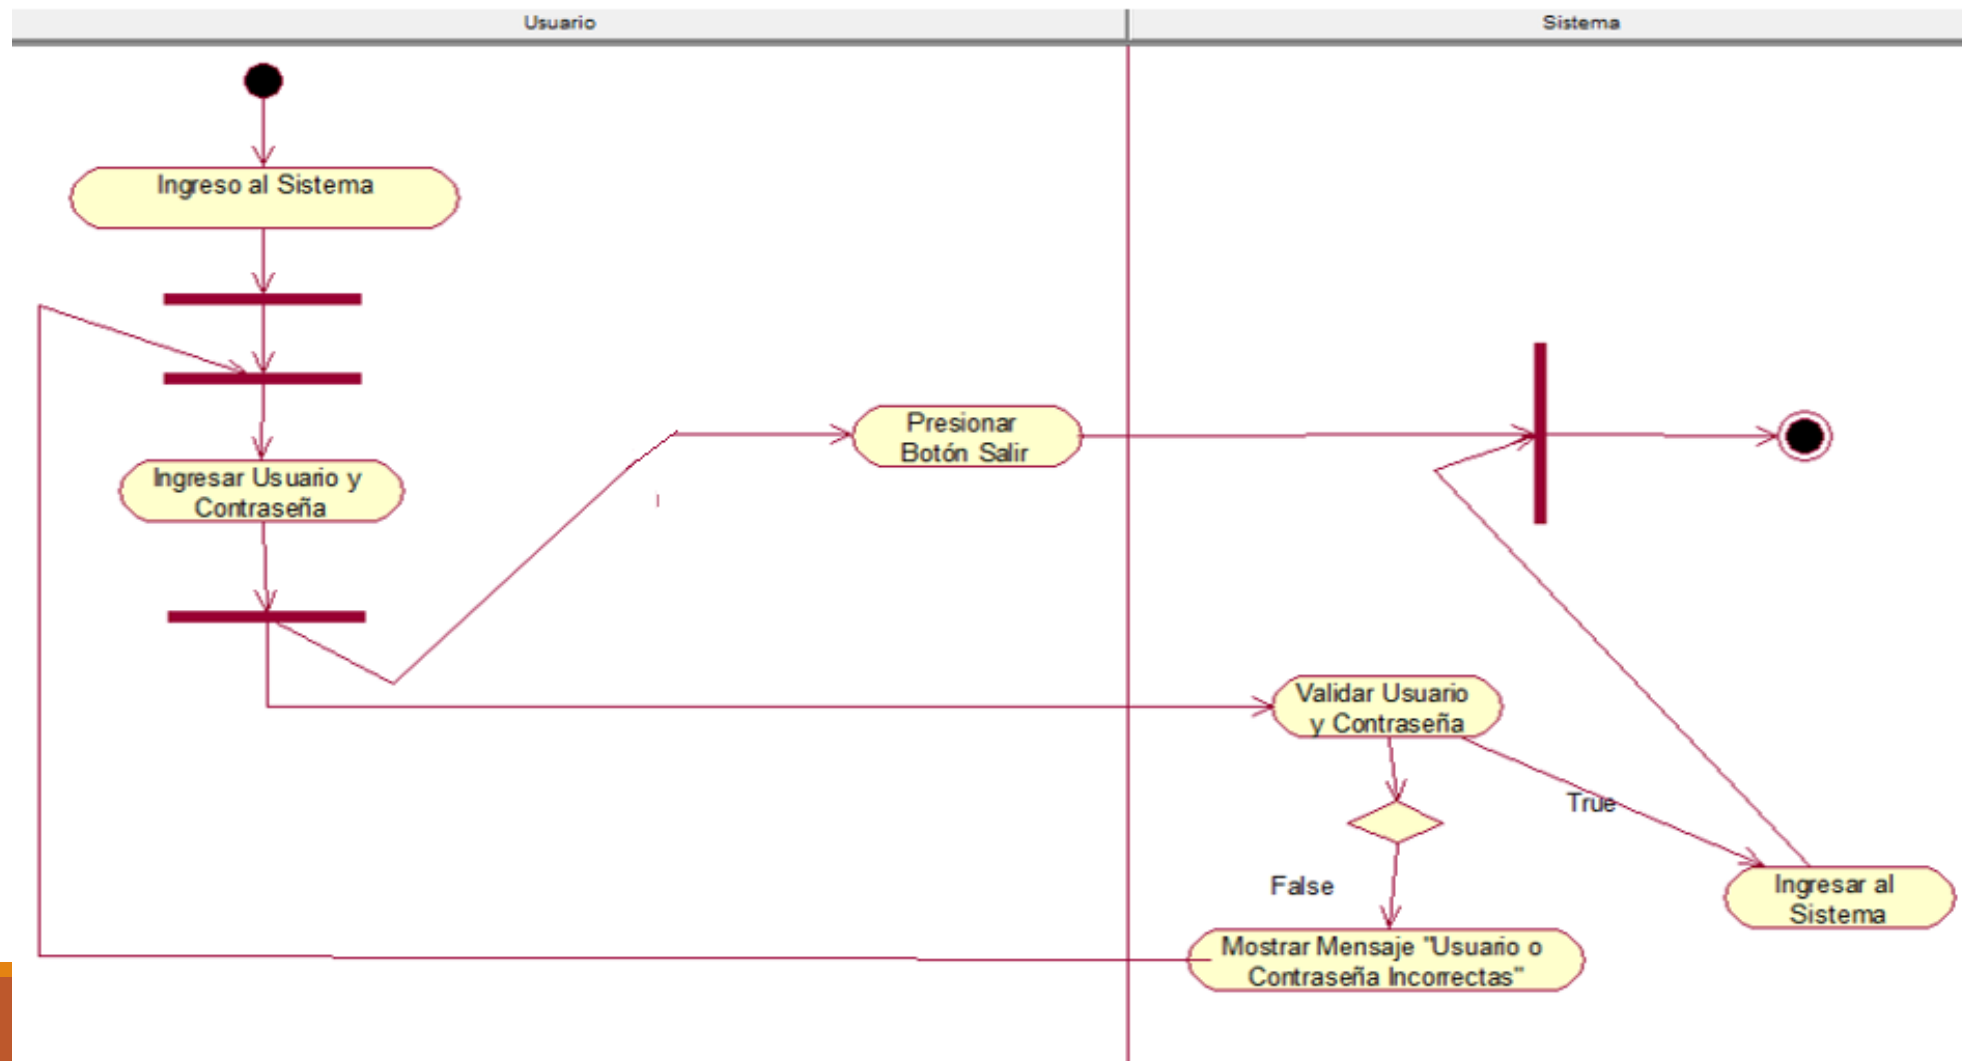 Usuario
Sistema
Ingreso al Sistema
Presionar
Botón Salir
Ingresar Usuario y
Contraseña
Validar Usuario
y Contraseña
True
False
Ingresar al
Sistema
Mostrar Mensaje "Usuario o
Contraseña Incorrectas"